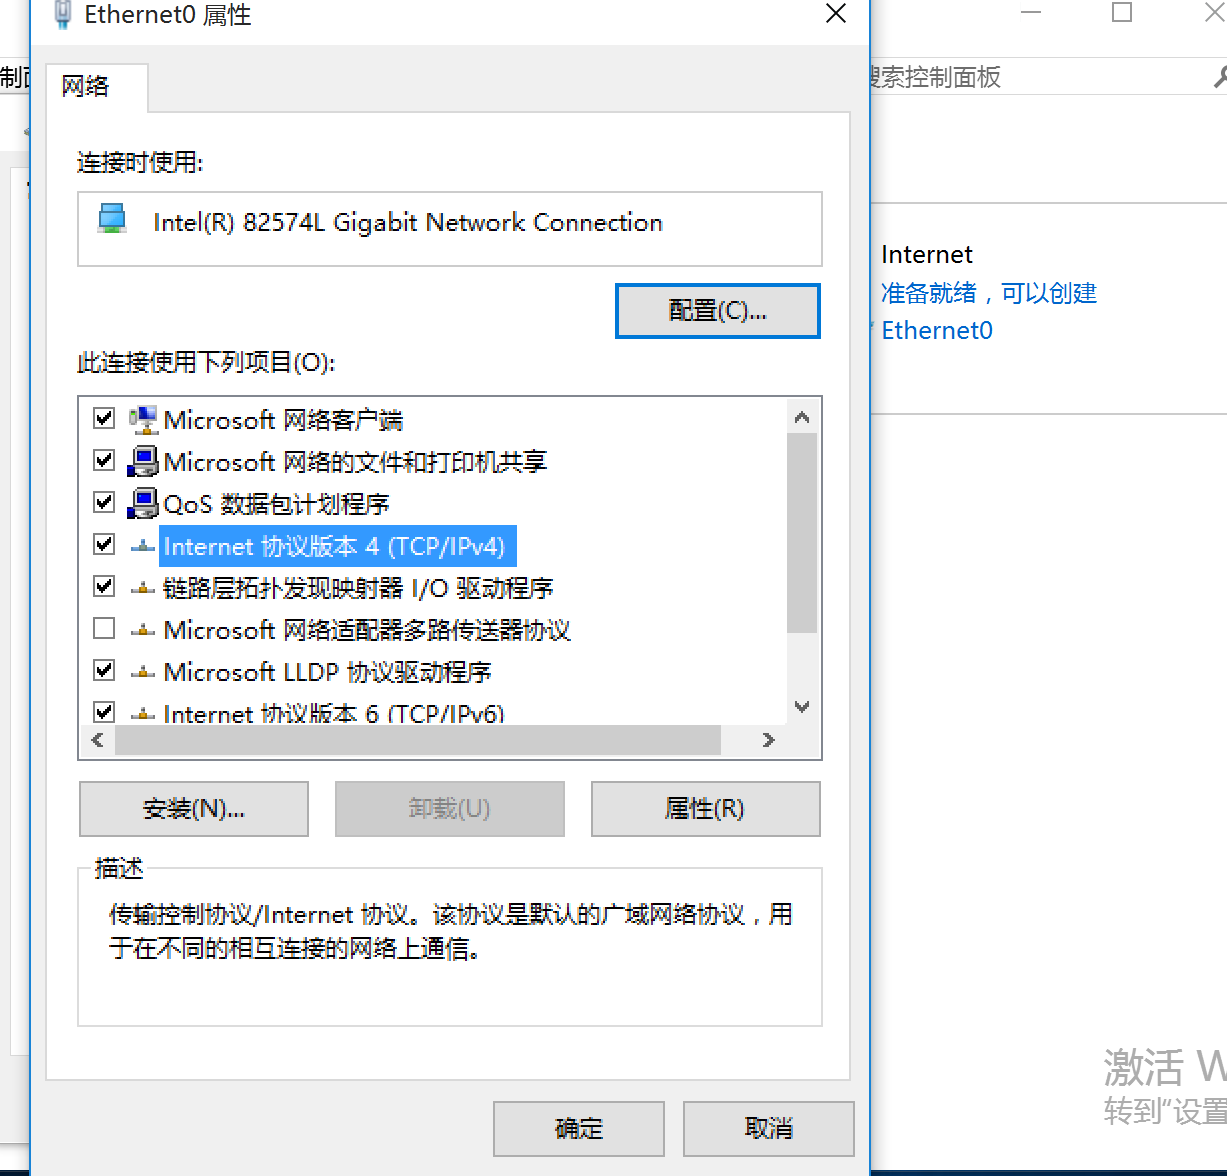 Ethernet0 属性
网络
搜索控制面板
连接时使用:
Intel(R) 82574L Gigabit Network Connection
Internet
准备就绪，可以创建
Ethernet0
配置(C)...
此连接使用下列项目(O):
Microsoft 网络客户端
Microsoft 网络的文件和打印机共享
QoS 数据包计划程序
Internet 协议版本 4 (TCP/IPv4)
链路层拓扑发现映射器 I/O 驱动程序
Microsoft 网络适配器多路传送器协议
Microsoft LLDP 协议驱动程序
Internet 协议版本 6 (TCP/IPv6)
安装(N)...
卸载(U)
属性(R)
描述
传输控制协议/Internet 协议。该协议是默认的广域网络协议，用
于在不同的相互连接的网络上通信。
激活 W
转到“设置
确定
取消